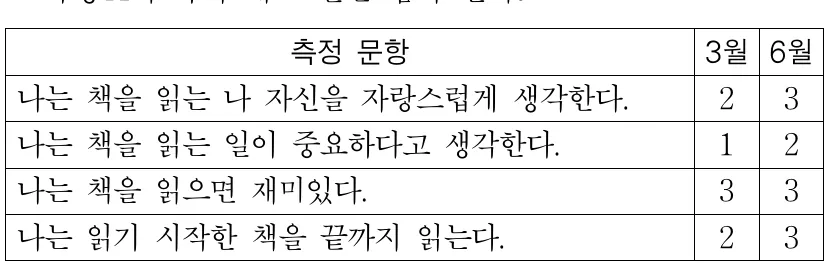 측정 문항 3월 6월
나는 책을 읽는 나 자신을 자랑스럽게 생각한다. 2 3
나는 책을 읽는 일이 중요하다고 생각한다. 1 2
나는 책을 읽으면 재미있다. 3 3
나는 읽기 시작한 책을 끝까지 읽는다. 2 3